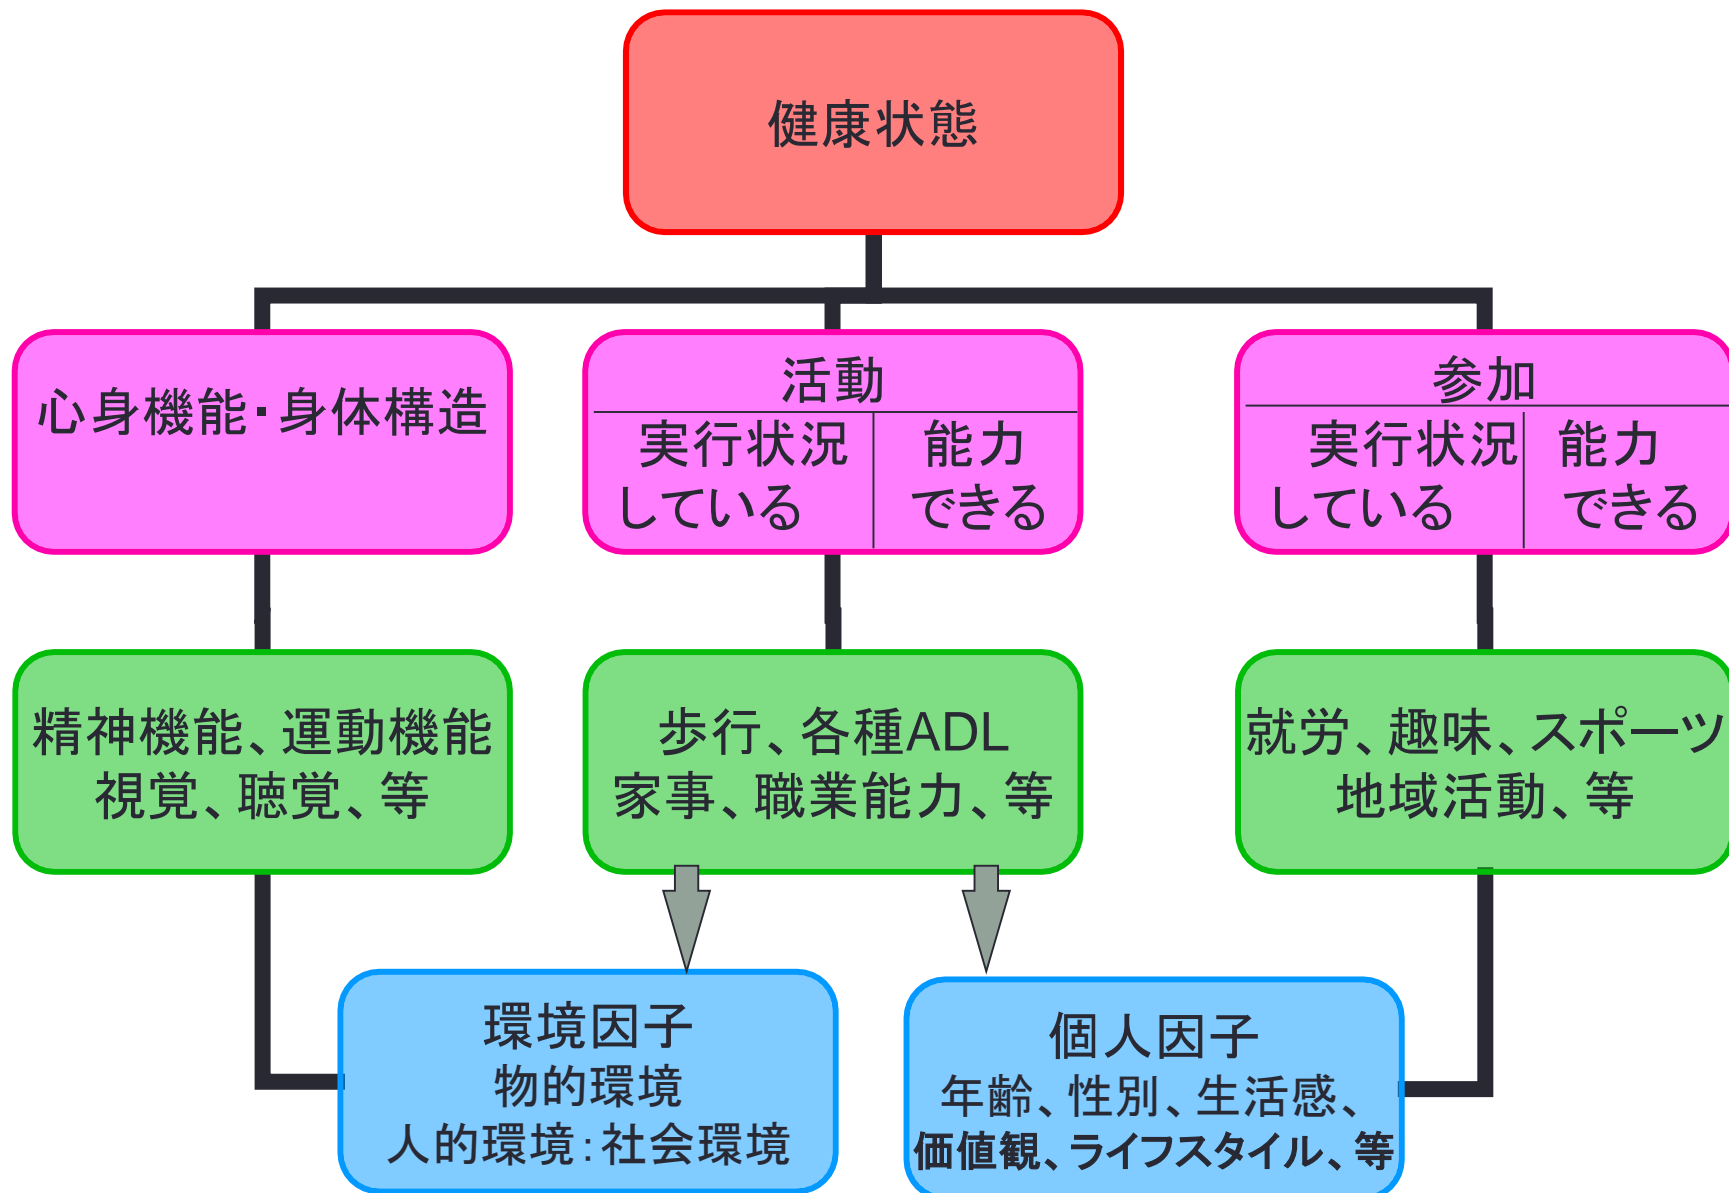 健康状態
心身機能・身体構造
活動
実行状況 能力
している できる
参加
実行状況 能力
している できる
精神機能、運動機能
視覚、聴覚、等
歩行、各種ADL
家事、職業能力、等
就労、趣味、スポーツ
地域活動、等
環境因子
物的環境
人的環境:社会環境
個人因子
年齢、性別、生活感、
価値観、ライフスタイル、等